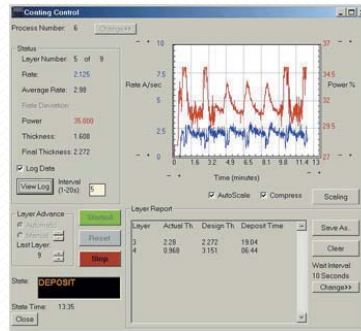 Conting Control
Process Number: 6 Change>>
Status
Layer Number: 5 of 9
Rate: 2.125
Average Rate: 2.98
Rate Deviation
Power 35.000
Thickness: 1.608
Final Thickness: 2.272
Log Date
View Log
Interval (1-20s):
5
Layer Advance
Automatic
Manual
Last Layer:
9
Started
Reset
Stop
State: DEPOSIT
State Time: 13:35
Close
Rate A/sec
10
7.5
5
2.5
0
Power %
37
34.5
32
29.5
27
0 1.6 3.2 4.9 6.5 8.1 9.8 11.4 13
Time (minutes)
AutoScale
Compress
Scaling
Layer Report
Layer Actual Th Design Th Deposit Time
3 2.28 2.272 19:04
4 0.968 3.151 06:44
Save As..
Clear
Wait Interval
10 Seconds
Change>>